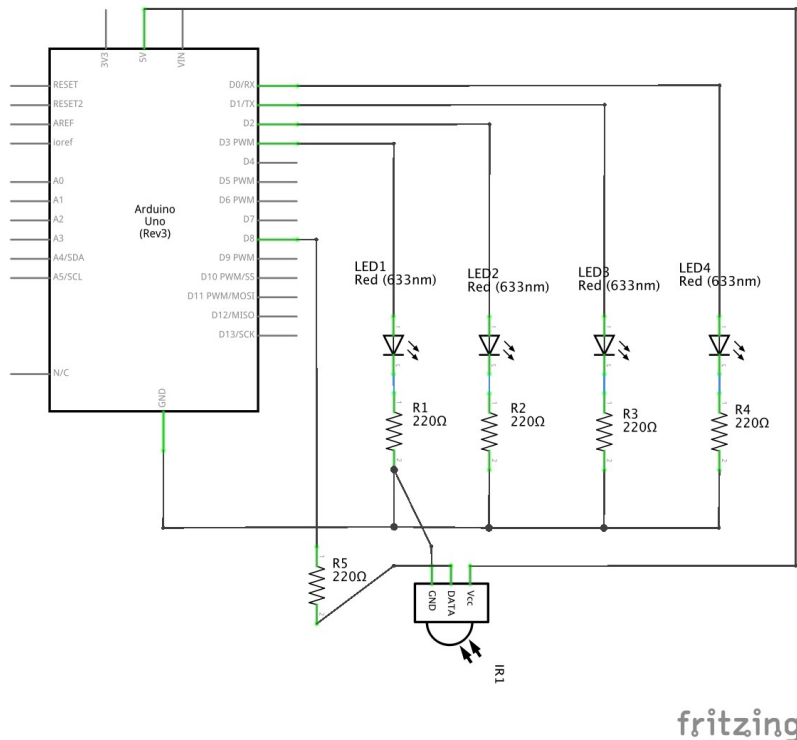 3V3
5V
VIN
RESET
RESET2
AREF
ioref
A0
A1
A2
A3
A4/SDA
A5/SCL
N/C
Arduino
Uno
(Rev3)
D0/RX
D1/TX
D2
D3 PWM
D4
D5 PWM
D6 PWM
D7
D8
D9 PWM
D10 PWM/SS
D11 PWM/MOSI
D12/MISO
D13/SCK
GND
LED1
Red (633nm)
LED2
Red (633nm)
LED3
Red (633nm)
LED4
Red (633nm)
R1
220Ω
R2
220Ω
R3
220Ω
R4
220Ω
R5
220Ω
GND
DATA
Vcc
IR1
fritzing